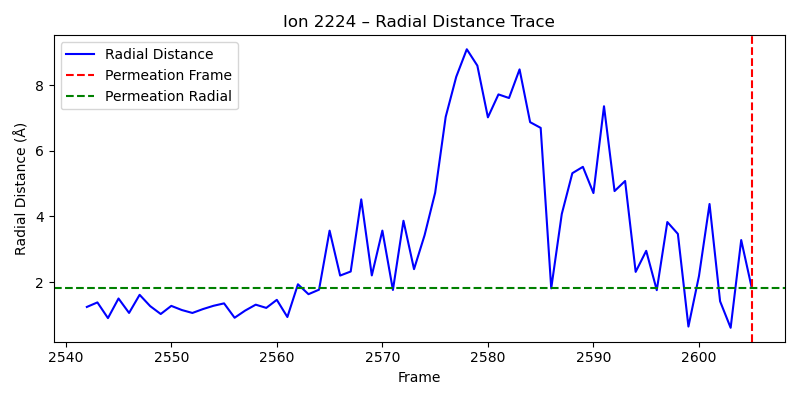 Ion 2224 – Radial Distance Trace
Radial Distance
Permeation Frame
Permeation Radial
Radial Distance (Å)
8
6
4
2
2540 2550 2560 2570 2580 2590 2600
Frame